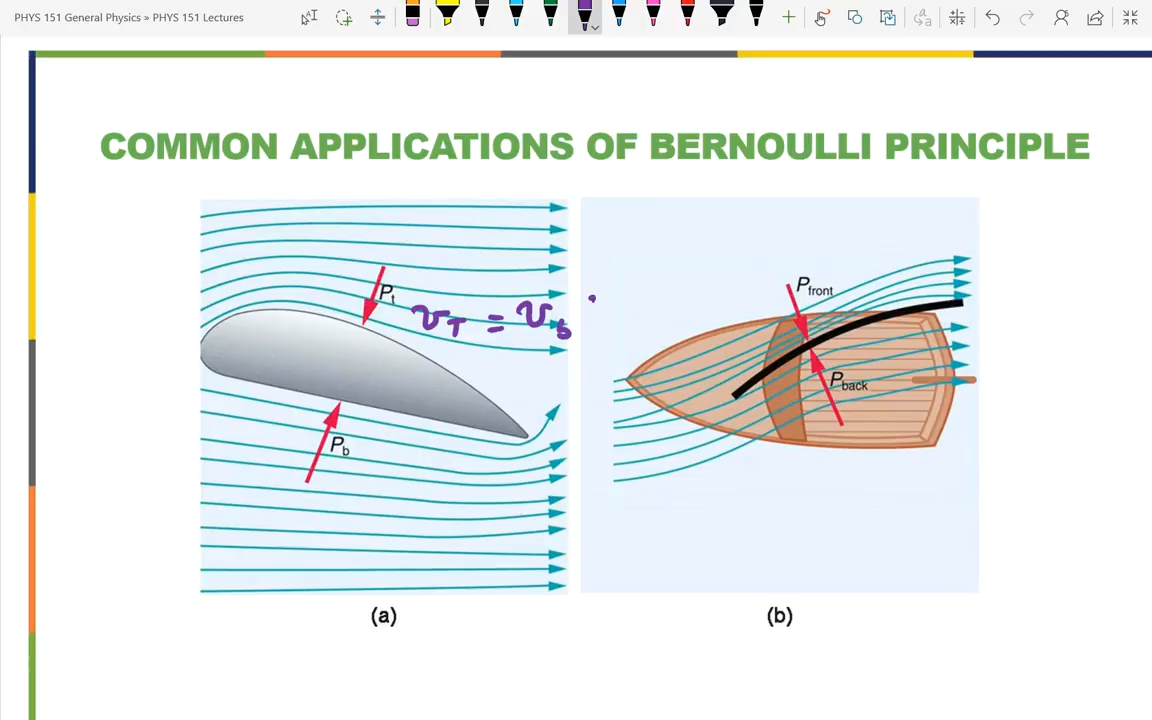 PHYS 151 General Physics » PHYS 151 Lectures
COMMON APPLICATIONS OF BERNOULLI PRINCIPLE
Pt
vT = vb
Pb
Pfront
Pback
(a)
(b)